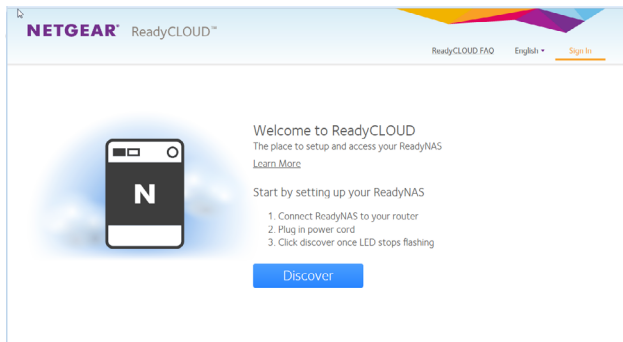 NETGEAR® ReadyCLOUD™
ReadyCLOUD FAQ English Sign In
Welcome to ReadyCLOUD
The place to setup and access your ReadyNAS
Learn More
Start by setting up your ReadyNAS
1. Connect ReadyNAS to your router
2. Plug in power cord
3. Click discover once LED stops flashing
N
Discover